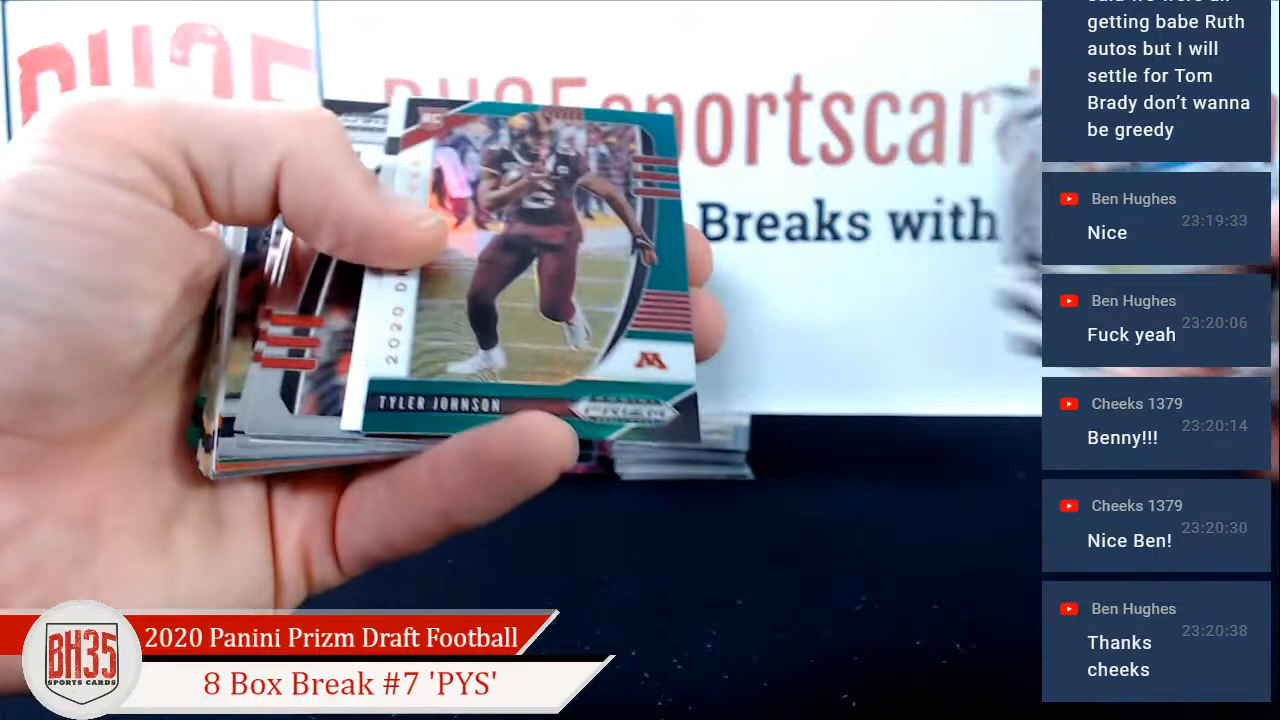 BH35
BH35sportscar
Breaks with
RC
2020 D
M
TYLER JOHNSON
PRIZM
getting babe Ruth
autos but I will
settle for Tom
Brady don't wanna
be greedy
Ben Hughes
23:19:33
Nice
Ben Hughes
23:20:06
Fuck yeah
Cheeks 1379
23:20:14
Benny!!!
Cheeks 1379
23:20:30
Nice Ben!
Ben Hughes
23:20:38
Thanks
cheeks
BH35
SPORTS CARDS
2020 Panini Prizm Draft Football
8 Box Break #7 'PYS'